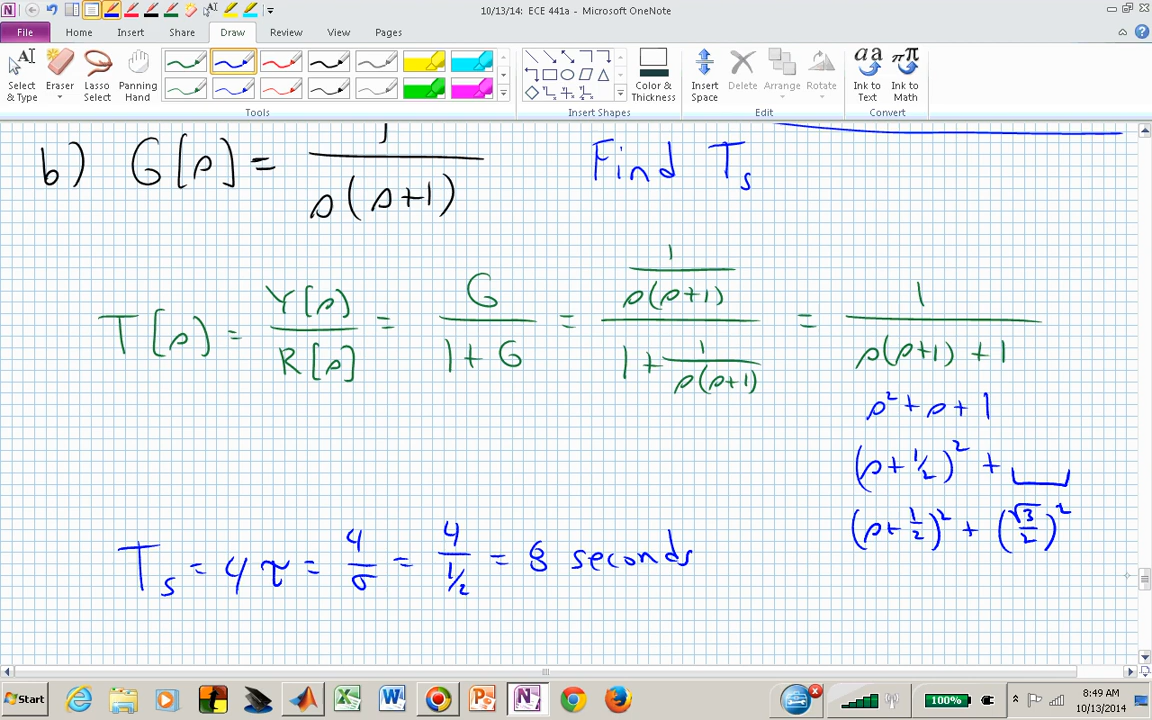 10/13/14: ECE 441a - Microsoft OneNote
File Home Insert Share Draw Review View Pages
Select & Type Eraser Lasso Select Panning Hand Color & Thickness Insert Space Delete Arrange Rotate Ink to Text Ink to Math
Tools Insert Shapes Edit Convert
b) G[s] = 1 / s(s+1) Find Ts
T[s] = Y[s] / R[s] = G / 1+G = 1/s(s+1) / 1+1/s(s+1) = 1 / s(s+1)+1
s² + s + 1
(s+1/2)² + 
(s+1/2)² + (√3/2)²
Ts = 4τ = 4/σ = 4/1/2 = 8 seconds
Start 100% 8:49 AM
10/13/2014